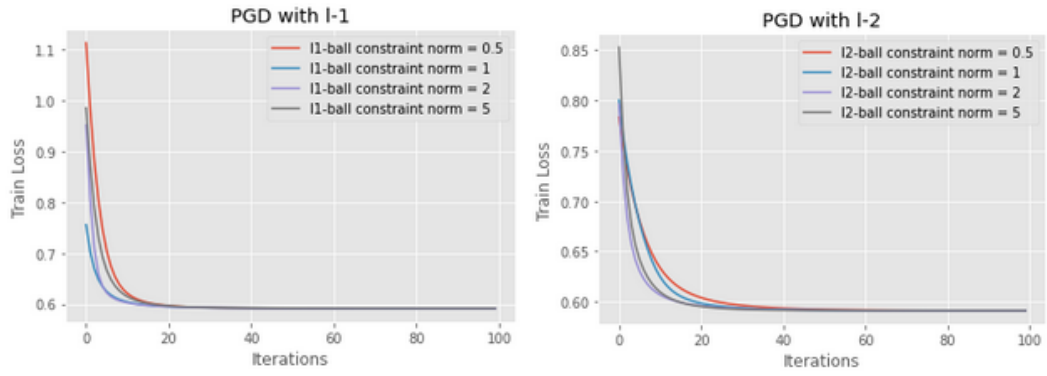 PGD with l-1
l1-ball constraint norm = 0.5
l1-ball constraint norm = 1
l1-ball constraint norm = 2
l1-ball constraint norm = 5
1.1
1.0
0.9
0.8
0.7
0.6
Train Loss
0 20 40 60 80 100
Iterations
PGD with l-2
l2-ball constraint norm = 0.5
l2-ball constraint norm = 1
l2-ball constraint norm = 2
l2-ball constraint norm = 5
0.85
0.80
0.75
0.70
0.65
0.60
Train Loss
0 20 40 60 80 100
Iterations